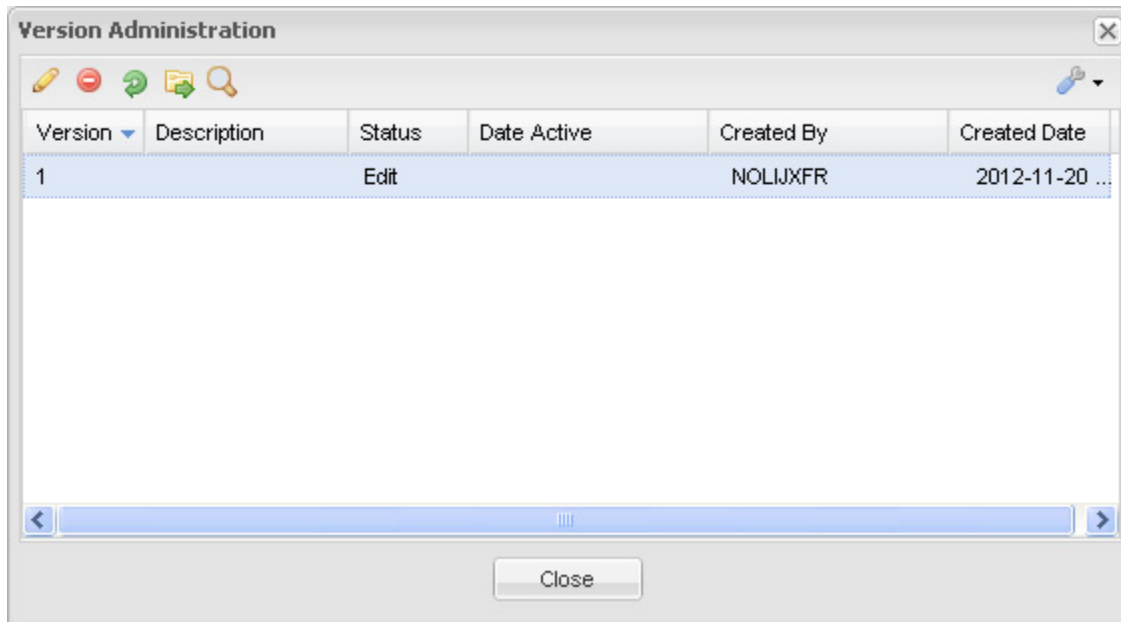 Version Administration
Version Description Status Date Active Created By Created Date
1 Edit NOLIJXFR 2012-11-20 ...
Close